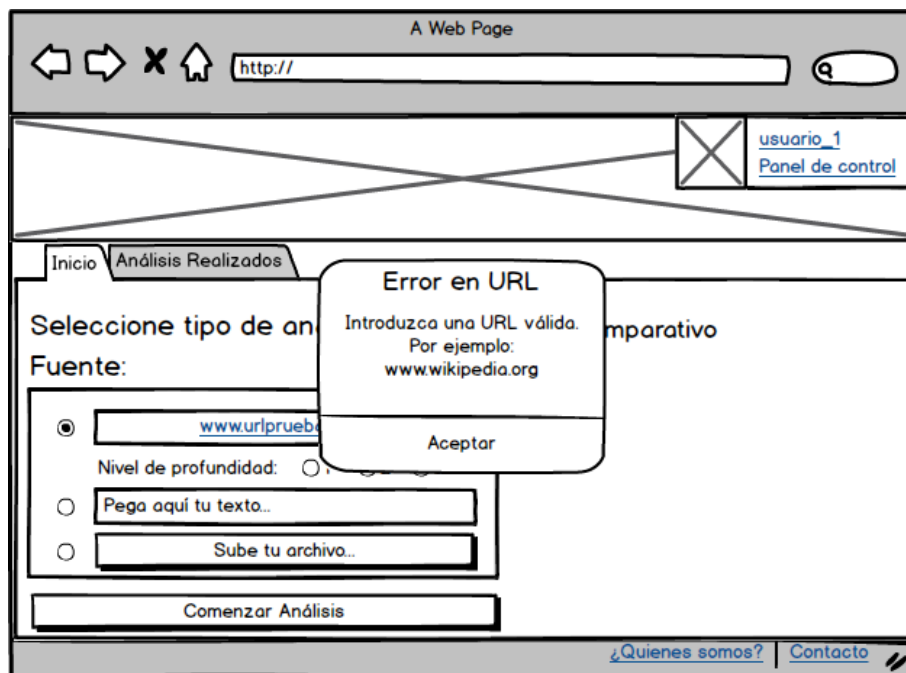 A Web Page
http://
usuario_1
Panel de control
Inicio
Análisis Realizados
Error en URL
Introduzca una URL válida.
Por ejemplo:
www.wikipedia.org
Aceptar
Seleccione tipo de
Fuente:
Nivel de profundidad:
Pega aquí tu texto...
Sube tu archivo...
Comenzar Análisis
¿Quienes somos?
Contacto